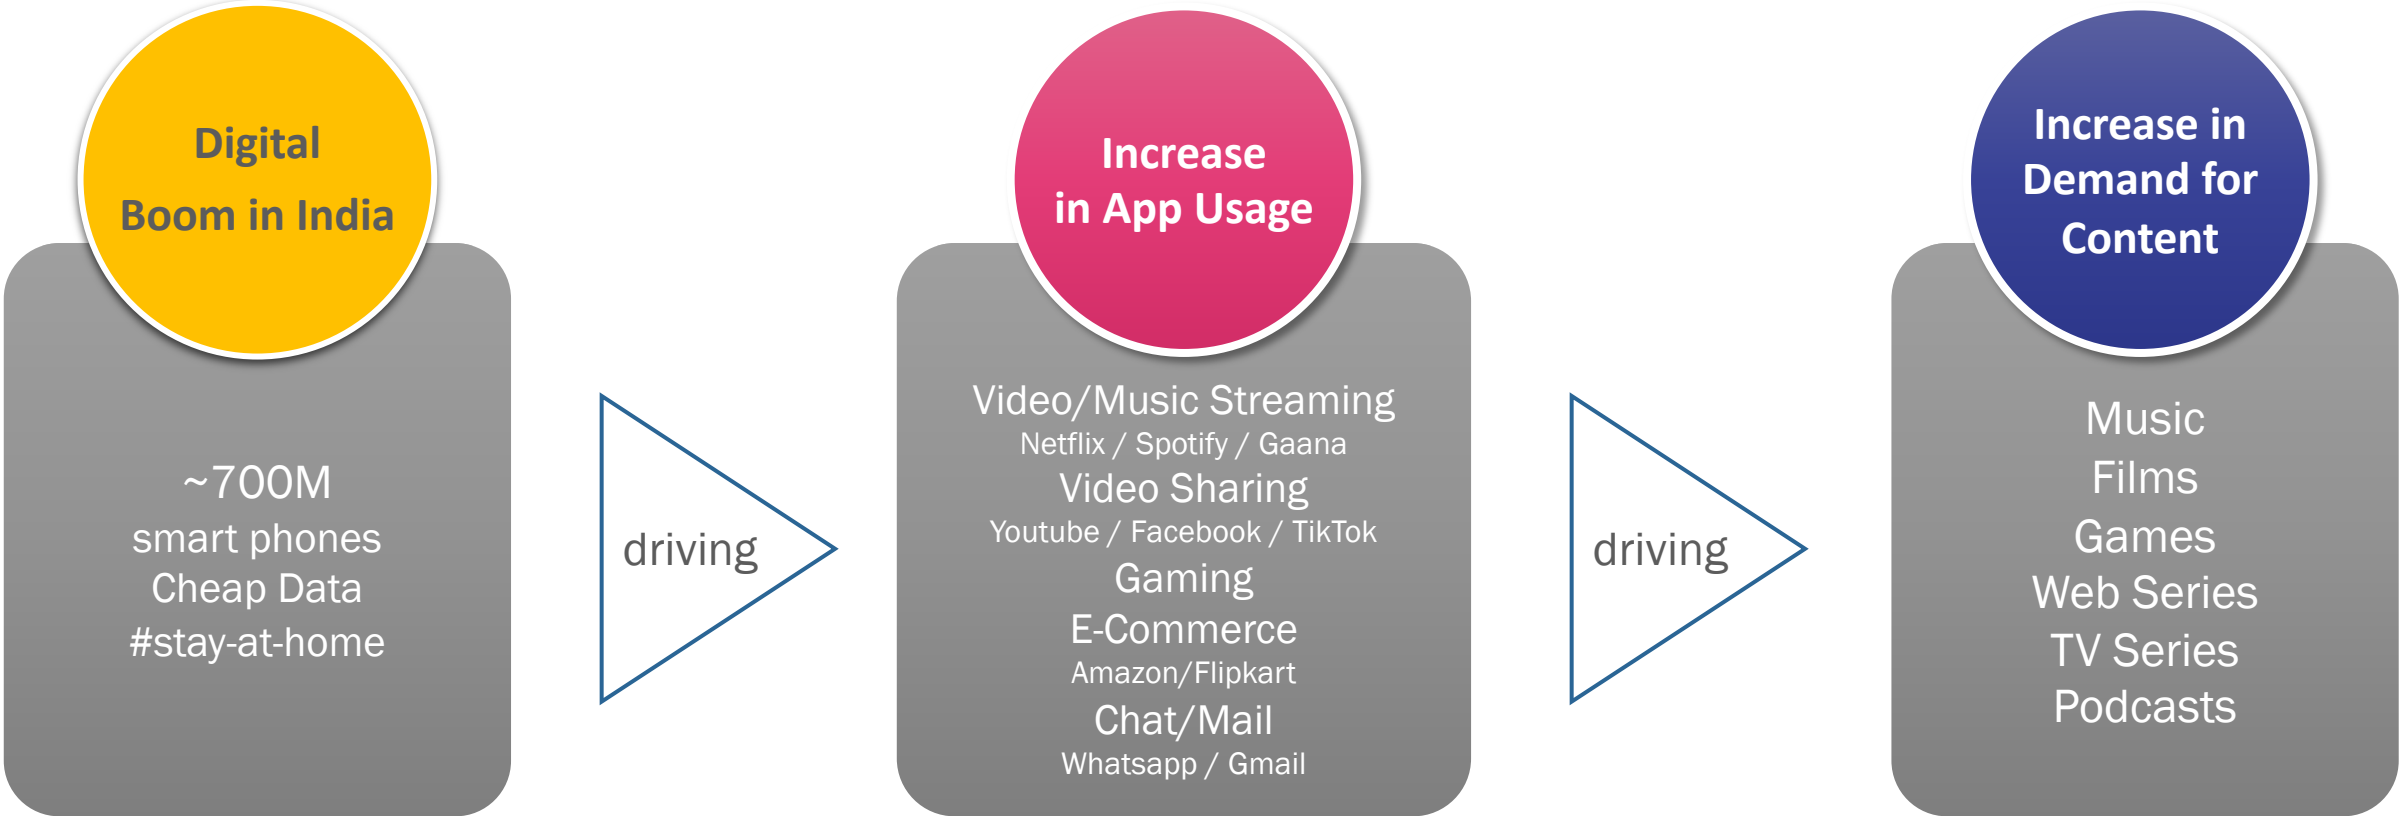 Digital
Boom in India
~700M
smart phones
Cheap Data
#stay-at-home
driving
Increase
in App Usage
Video/Music Streaming
Netflix / Spotify / Gaana
Video Sharing
Youtube / Facebook / TikTok
Gaming
E-Commerce
Amazon/Flipkart
Chat/Mail
Whatsapp / Gmail
driving
Increase in
Demand for
Content
Music
Films
Games
Web Series
TV Series
Podcasts